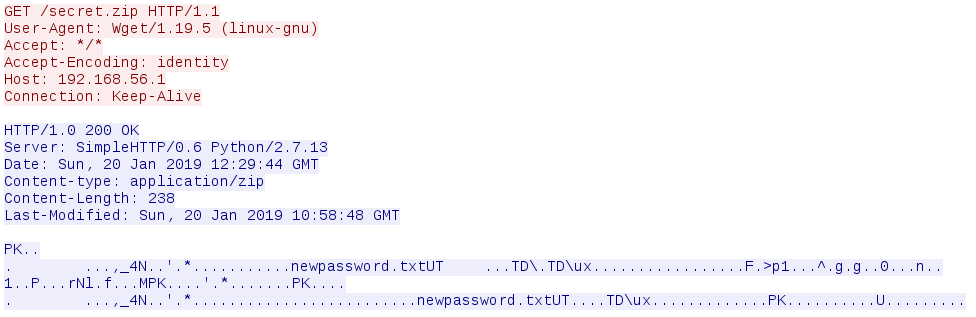 GET /secret.zip HTTP/1.1
User-Agent: Wget/1.19.5 (linux-gnu)
Accept: */*
Accept-Encoding: identity
Host: 192.168.56.1
Connection: Keep-Alive
HTTP/1.0 200 OK
Server: SimpleHTTP/0.6 Python/2.7.13
Date: Sun, 20 Jan 2019 12:29:44 GMT
Content-type: application/zip
Content-Length: 238
Last-Modified: Sun, 20 Jan 2019 10:58:48 GMT
PK..
.        ...,_4N..'.*...........newpassword.txtUT    ...TD\.TD\ux.................F.>p1...^.g.g..0...n..
1..P...rNl.f...MPK....'.*.......PK....
.        ...,_4N..'.*.........................newpassword.txtUT....TD\ux.............PK..........U.........